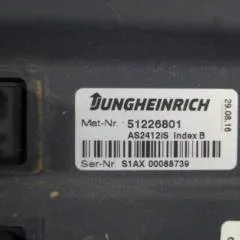 JUNGHEINRICH
Mat-Nr.: 51226801
AS2412iS Index B
Ser-Nr. S1AX 00088739
29.08.16